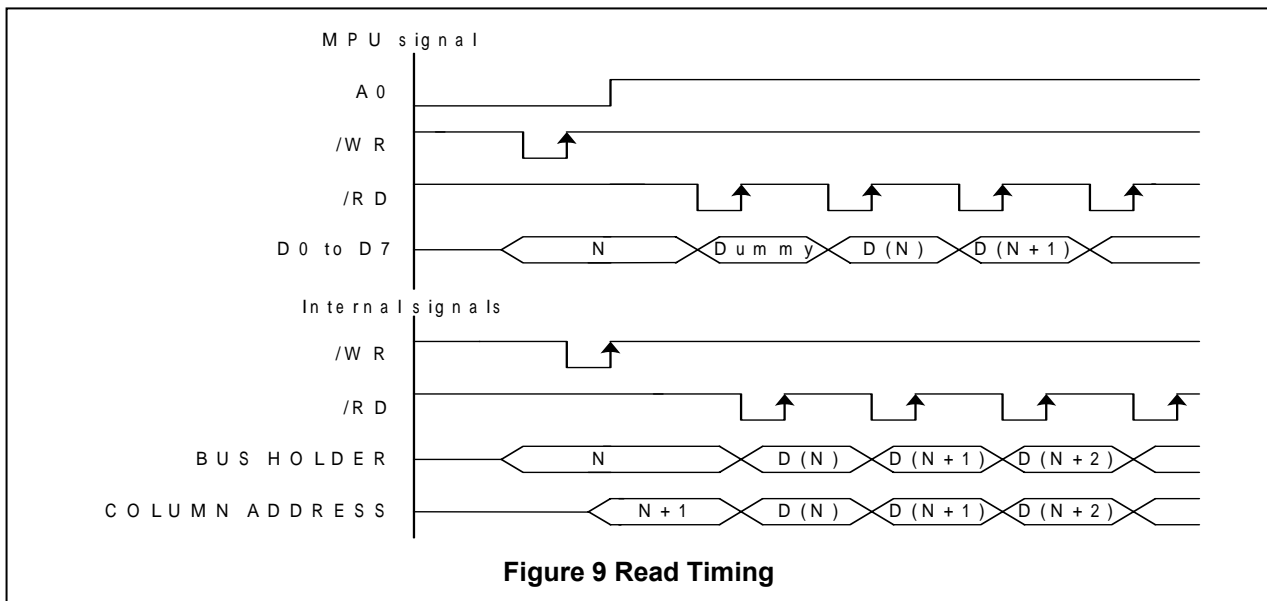 MPU signal
A0
/WR
/RD
D0 to D7 N Dummy D(N) D(N+1)
Internal signals
/WR
/RD
BUS HOLDER N D(N) D(N+1) D(N+2)
COLUMN ADDRESS N+1 D(N) D(N+1) D(N+2)
Figure 9 Read Timing